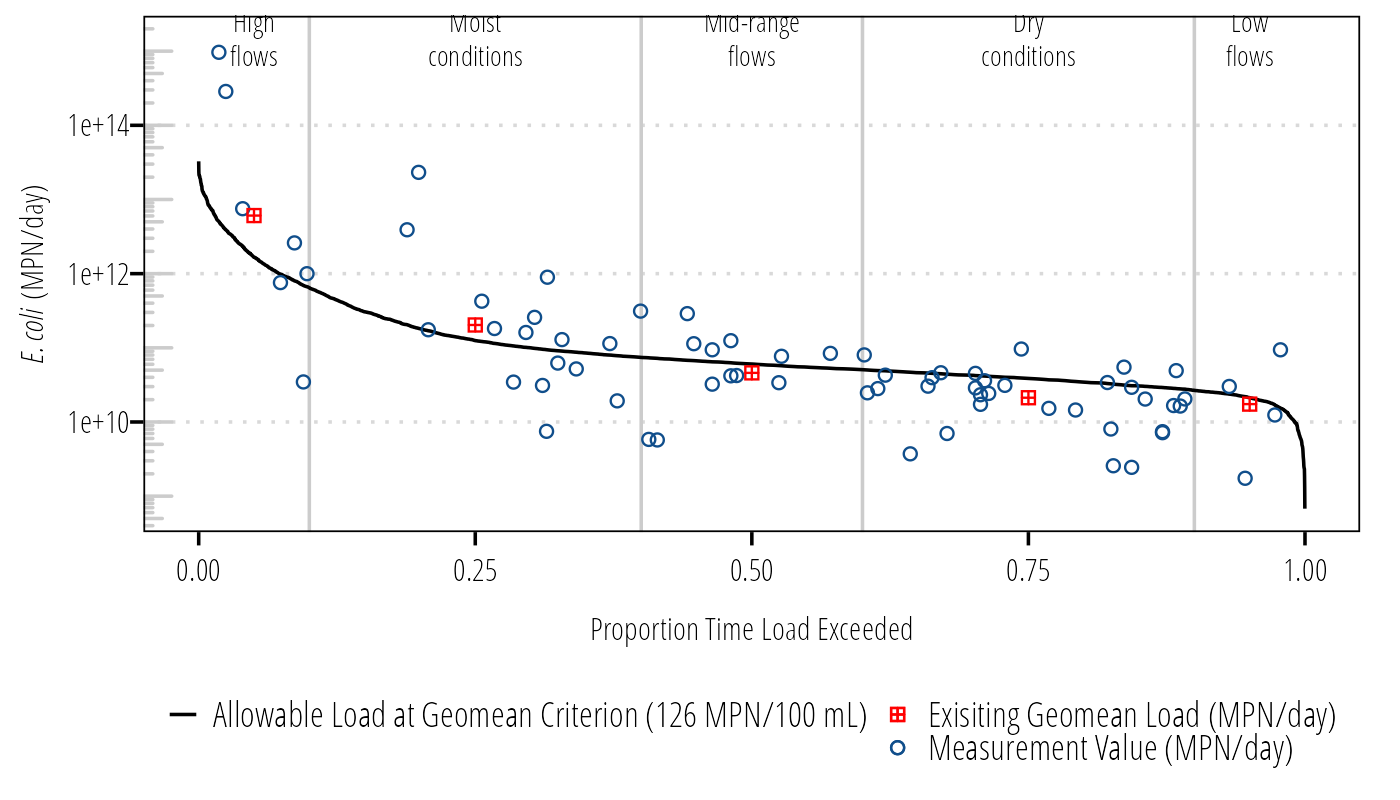 High
flows
Moist
conditions
Mid-range
flows
Dry
conditions
Low
flows
1e+14
1e+12
1e+10
E. coli (MPN/day)
0.00
0.25
0.50
0.75
1.00
Proportion Time Load Exceeded
Allowable Load at Geomean Criterion (126 MPN/100 mL)
Exisiting Geomean Load (MPN/day)
Measurement Value (MPN/day)